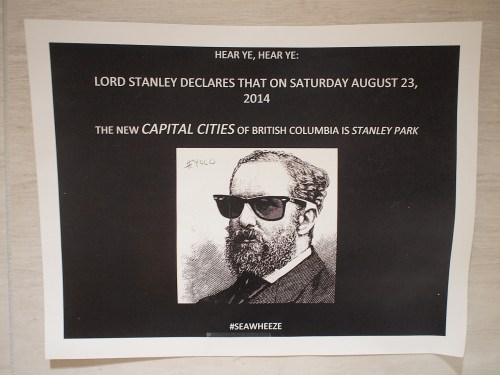 HEAR YE, HEAR YE:
LORD STANLEY DECLARES THAT ON SATURDAY AUGUST 23,
2014
THE NEW CAPITAL CITIES OF BRITISH COLUMBIA IS STANLEY PARK
#YOLO
#SEAWHEEZE